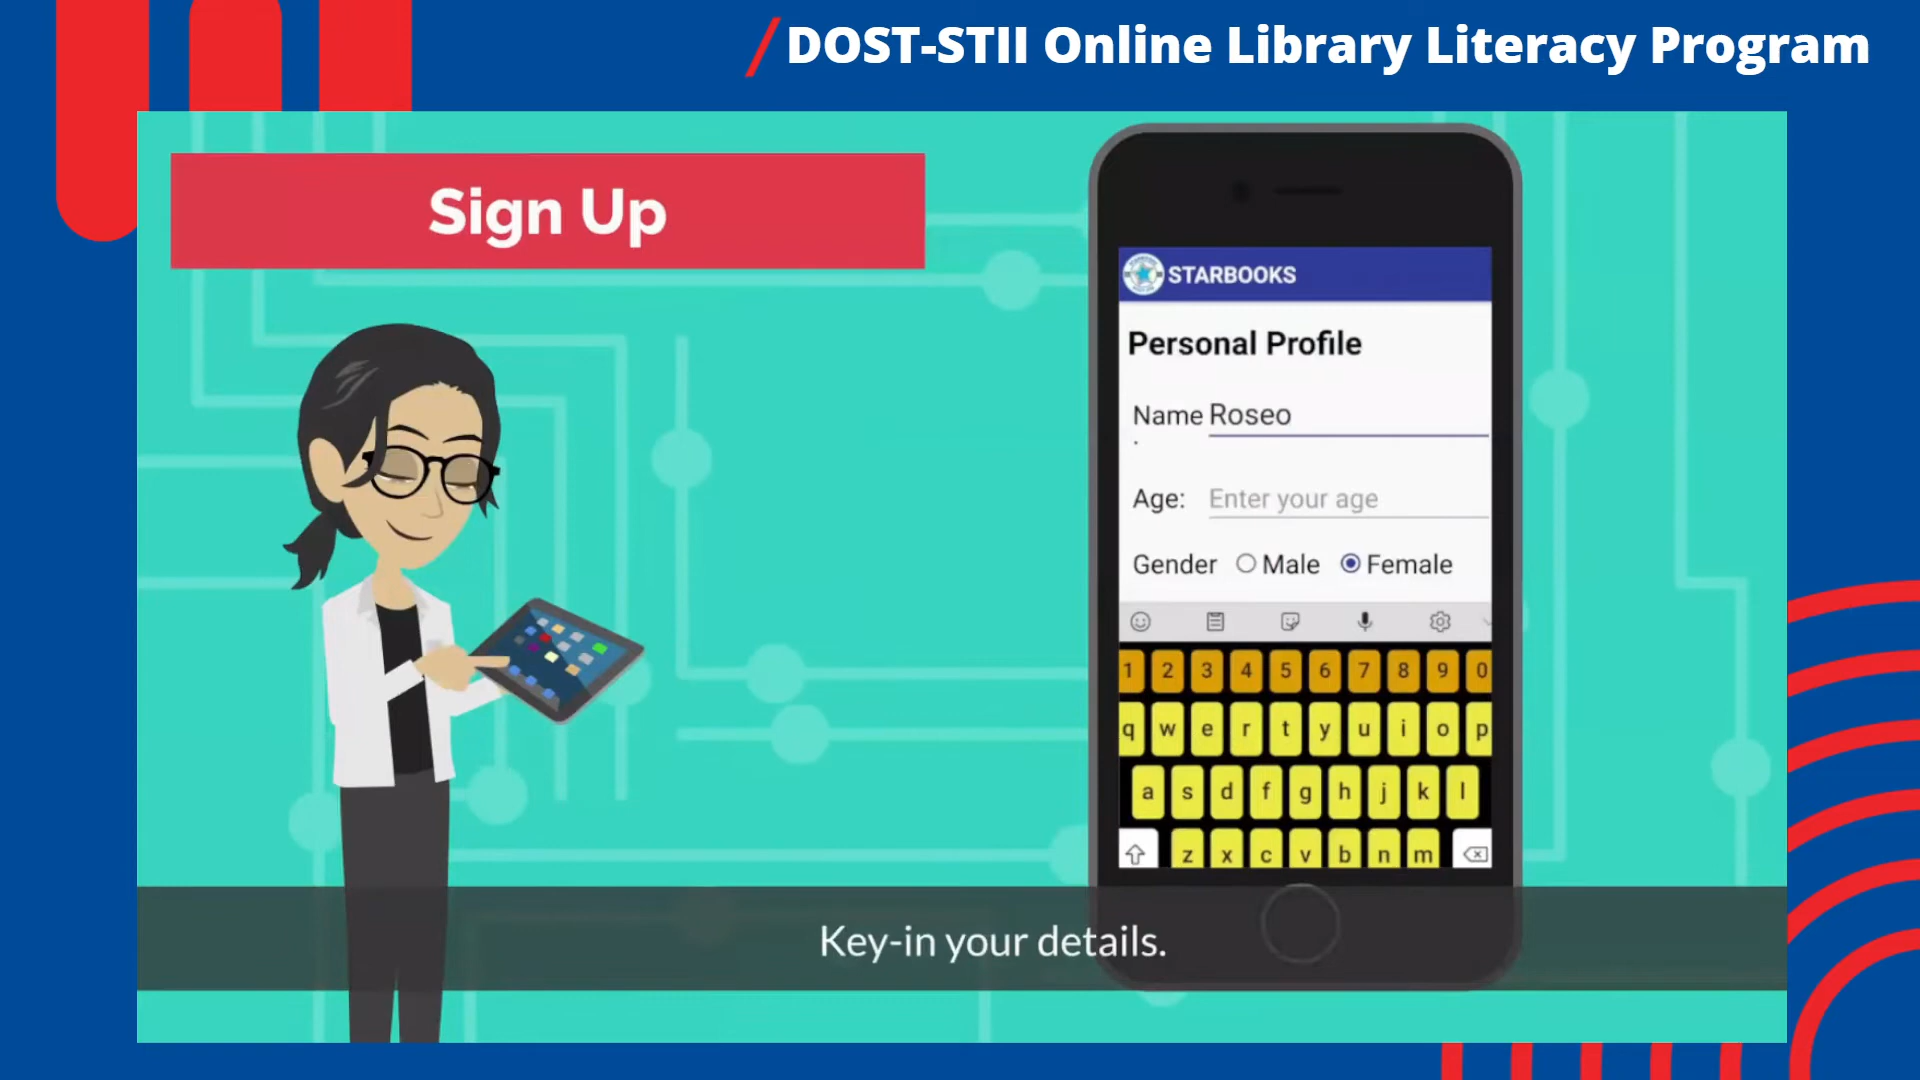 / DOST-STII Online Library Literacy Program
Sign Up
STARBOOKS
Personal Profile
Name Roseo
.
Age: Enter your age
Gender Male Female
1 2 3 4 5 6 7 8 9 0
q w e r t y u i o p
a s d f g h j k l
z x c v b n m
Key-in your details.